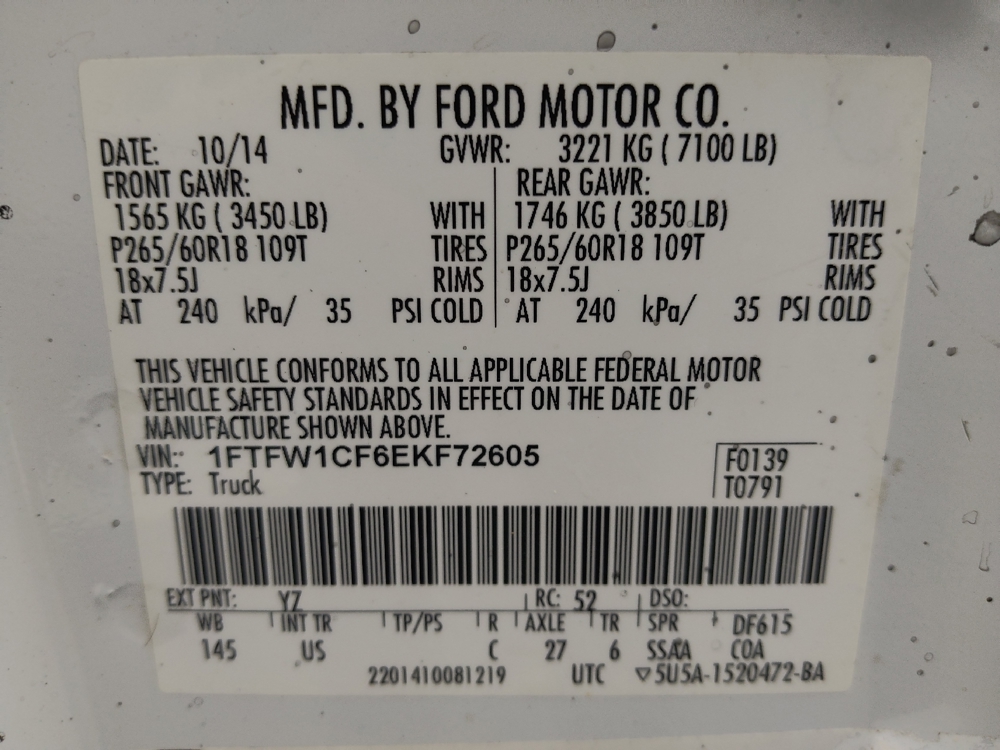 MFD. BY FORD MOTOR CO.
DATE: 10/14 GVWR: 3221 KG ( 7100 LB)
FRONT GAWR: REAR GAWR:
1565 KG ( 3450 LB) WITH 1746 KG ( 3850 LB) WITH
P265/60R18 109T TIRES P265/60R18 109T TIRES
18x7.5J RIMS 18x7.5J RIMS
AT 240 kPa/ 35 PSI COLD AT 240 kPa/ 35 PSI COLD
THIS VEHICLE CONFORMS TO ALL APPLICABLE FEDERAL MOTOR
VEHICLE SAFETY STANDARDS IN EFFECT ON THE DATE OF
MANUFACTURE SHOWN ABOVE.
VIN: 1FTFW1CF6EKF72605 F0139
TYPE: Truck T0791
EXT PNT: YZ RC: 52 DSO:
WB INT TR TP/PS R AXLE TR SPR DF615
145 US C 27 6 SSAA COA
2201410081219 UTC ▽5U5A-1520472-BA